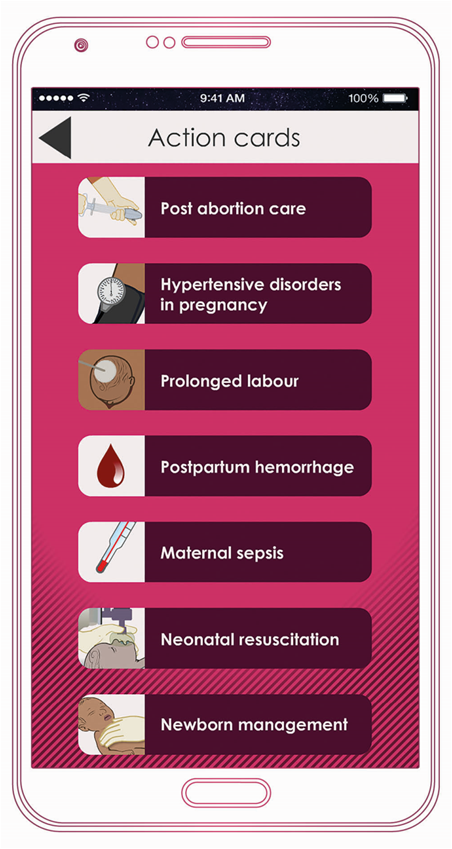 9:41 AM
100%
Action cards
Post abortion care
Hypertensive disorders
in pregnancy
Prolonged labour
Postpartum hemorrhage
Maternal sepsis
Neonatal resuscitation
Newborn management